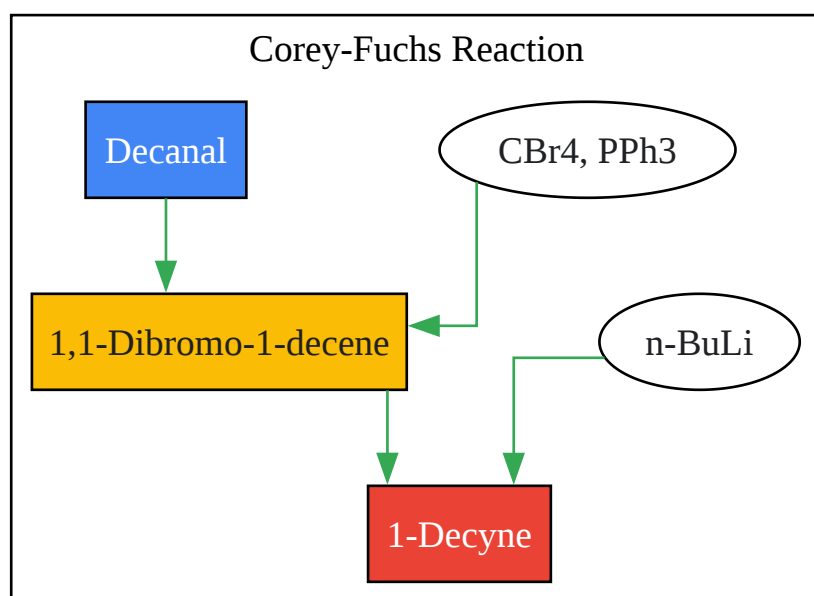 Corey-Fuchs Reaction
Decanal
CBr4, PPh3
1,1-Dibromo-1-decene
n-BuLi
1-Decyne